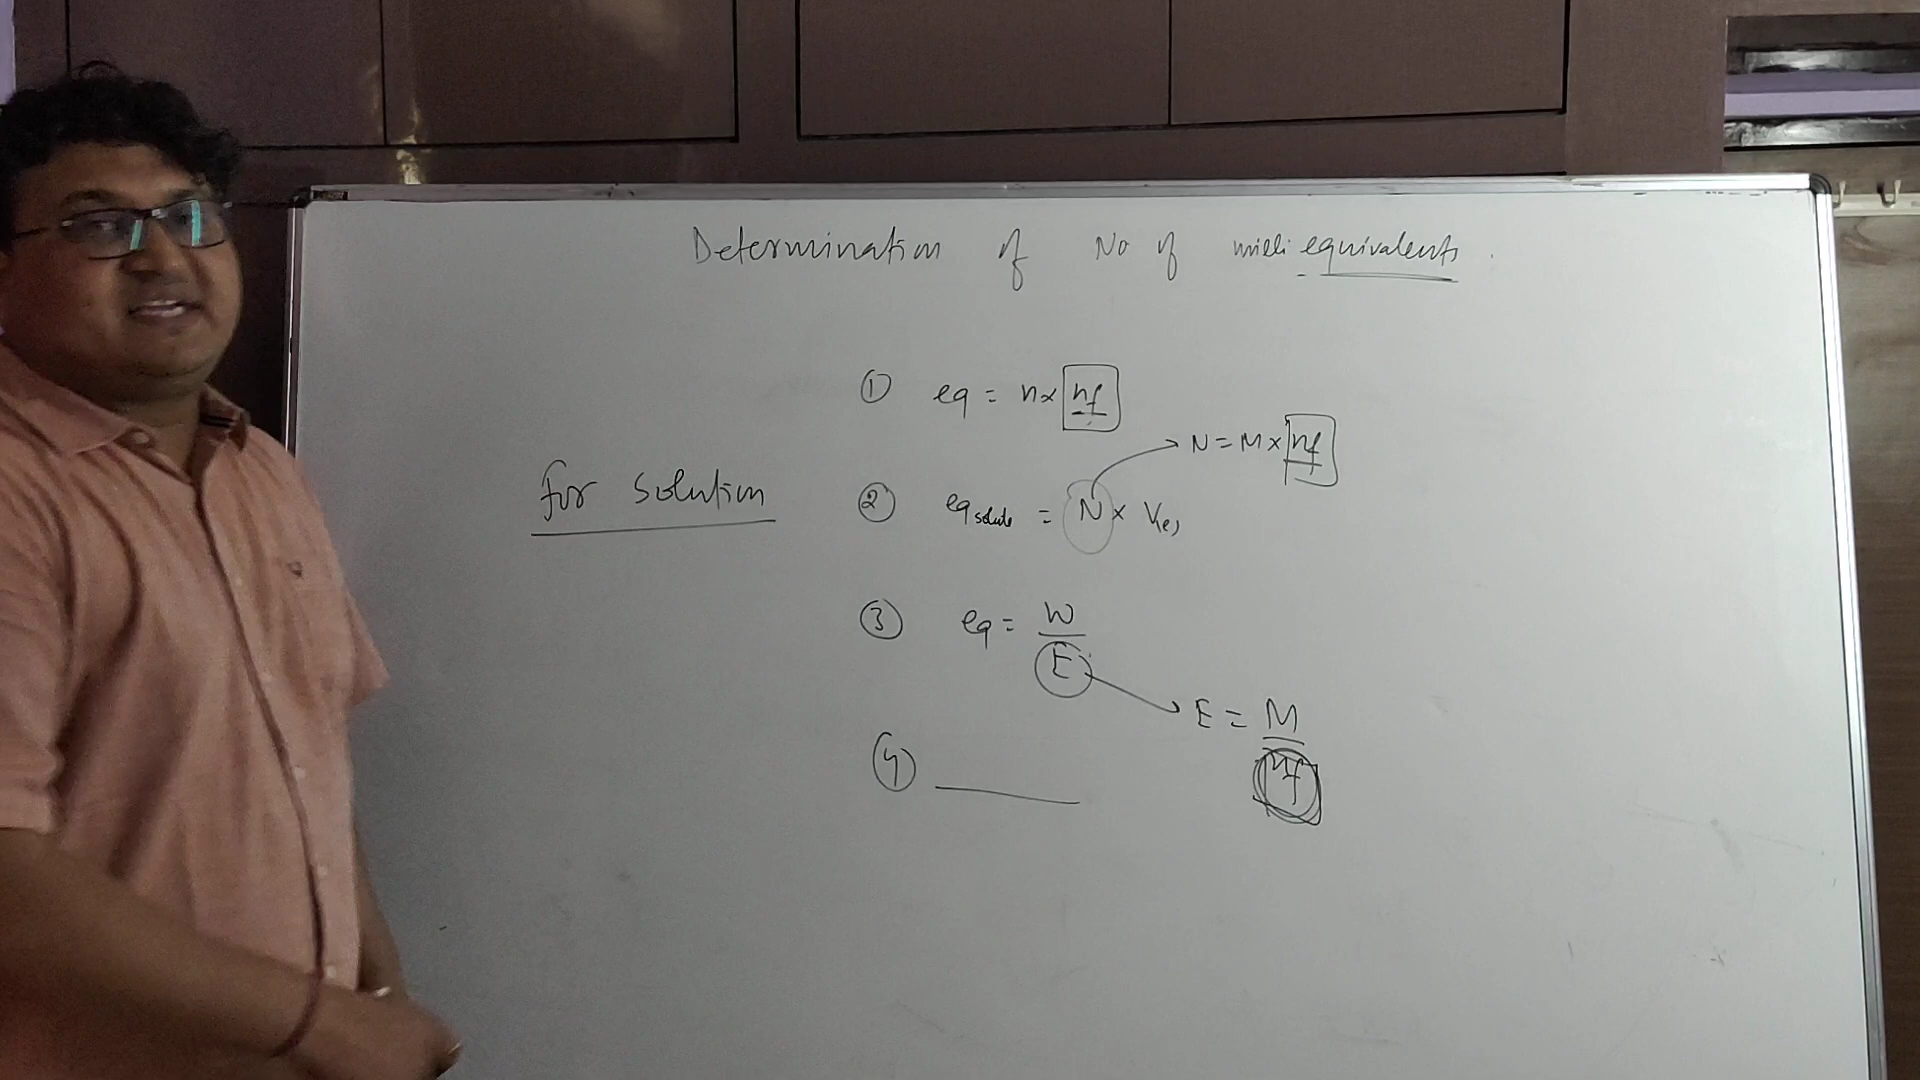 Determination of No of milli equivalents.
① eq = n x nf
N = M x nf
for solution ② eq solute = N x V(l)
③ eq = W/E
E = M/nf
④